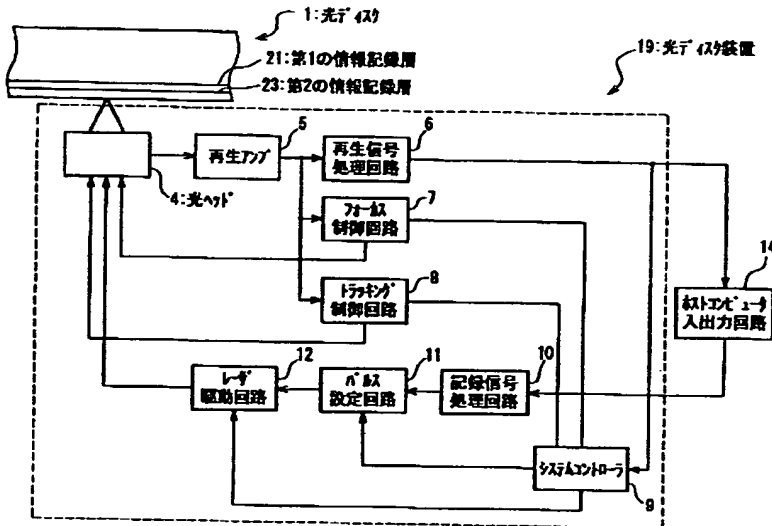 1:光ディスク
21:第1の情報記録層
23:第2の情報記録層
19:光ディスク装置
5
6
再生アンプ
再生信号
処理回路
4:光ヘッド
7
フォーカス
制御回路
8
トラッキング
制御回路
14
ホストコンピュータ
入出力回路
12
レーザ
駆動回路
11
パルス
設定回路
10
記録信号
処理回路
システムコントローラ
9